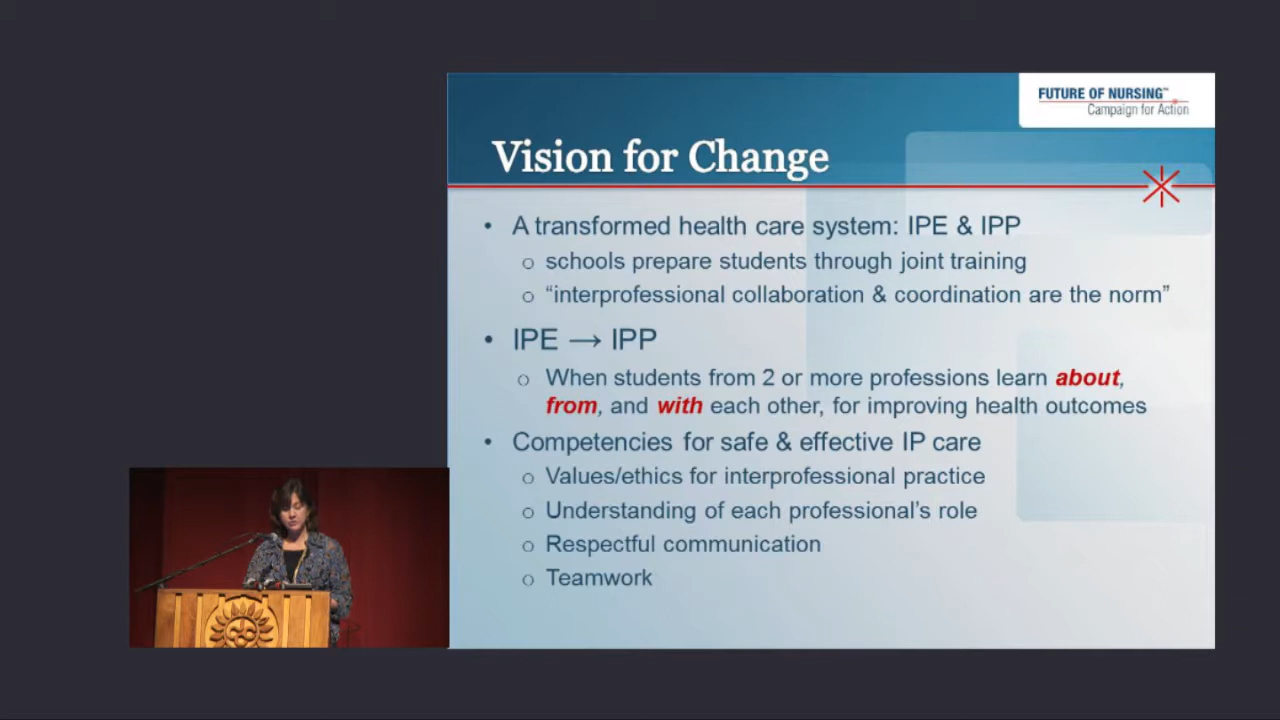 FUTURE OF NURSING™
Campaign for Action
Vision for Change
• A transformed health care system: IPE & IPP
o schools prepare students through joint training
o “interprofessional collaboration & coordination are the norm”
• IPE → IPP
o When students from 2 or more professions learn about,
from, and with each other, for improving health outcomes
• Competencies for safe & effective IP care
o Values/ethics for interprofessional practice
o Understanding of each professional’s role
o Respectful communication
o Teamwork